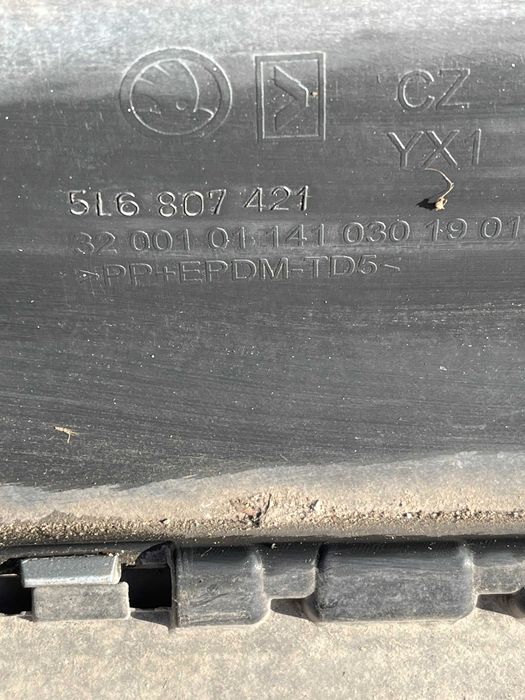 CZ
YX1
5L6 807 421
32 001 01 141 030 19 01
>PP+EPDM-TD5<